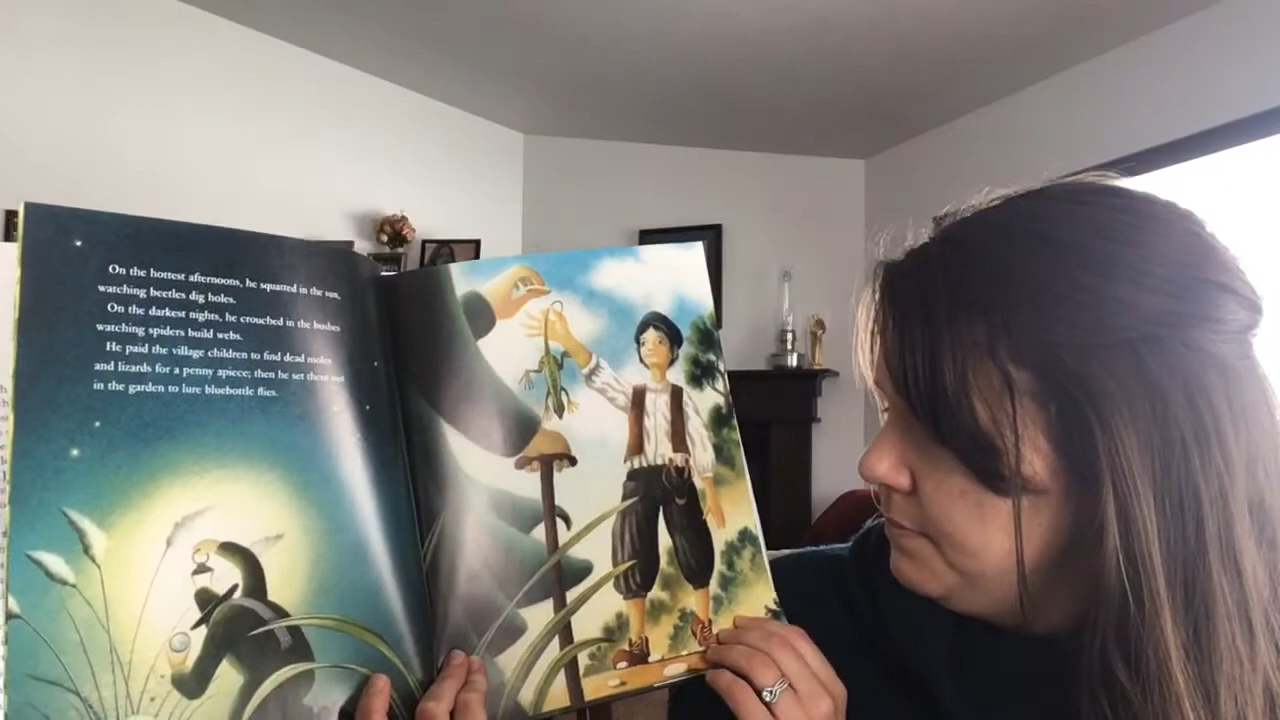 On the hottest afternoons, he squatted in the sun,
watching beetles dig holes.
On the darkest nights, he crouched in the bushes
watching spiders build webs.
He paid the village children to find dead moles
and lizards for a penny apiece; then he set them out
in the garden to lure bluebottle flies.